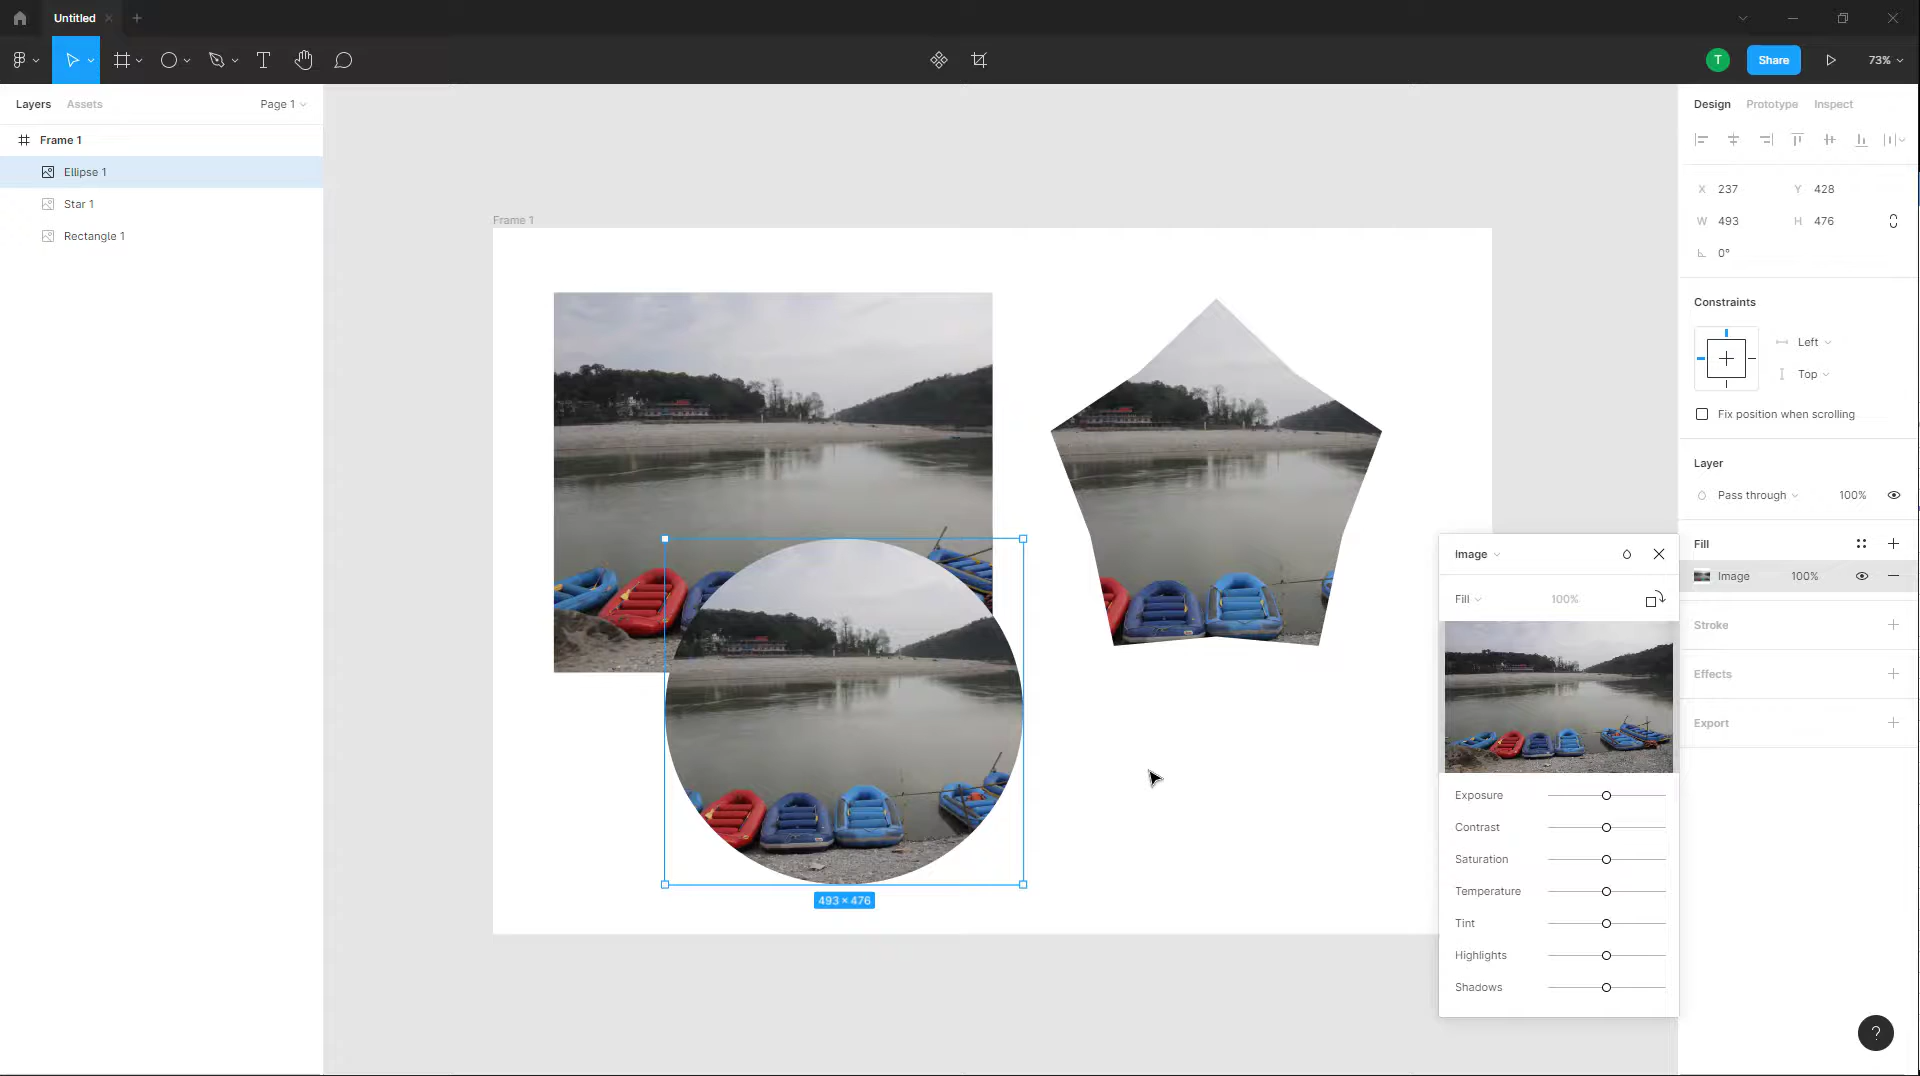 Untitled
T
Share
73%
Layers
Assets
Page 1
Design
Prototype
Inspect
Frame 1
Ellipse 1
Star 1
Rectangle 1
Frame 1
493 × 476
X 237
Y 428
W 493
H 476
0°
Constraints
Left
Top
Fix position when scrolling
Layer
Pass through
100%
Fill
Image
100%
Stroke
Effects
Export
Image
Fill
100%
Exposure
Contrast
Saturation
Temperature
Tint
Highlights
Shadows
?